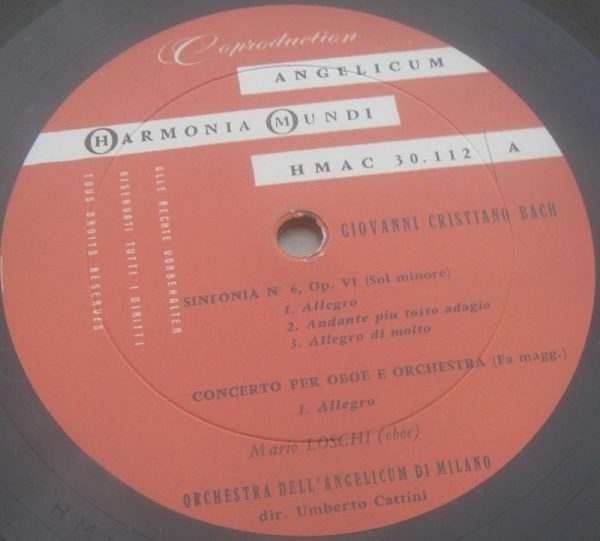 Coproduction
ANGELICUM
HARMONIA MUNDI
HMAC 30.112 A
ALLE RECHTE VORBEHALTEN
RISERVATI TUTTI I DIRITTI
TOUS DROITS RÉSERVÉS
GIOVANNI CRISTIANO BACH
SINFONIA N° 6, Op. VI (Sol minore)
1. Allegro
2. Andante piu tosto adagio
3. Allegro di molto
CONCERTO PER OBOE E ORCHESTRA (Fa magg.)
1. Allegro
Mario LOSCHI (oboe)
ORCHESTRA DELL'ANGELICUM DI MILANO
dir. Umberto Cattini